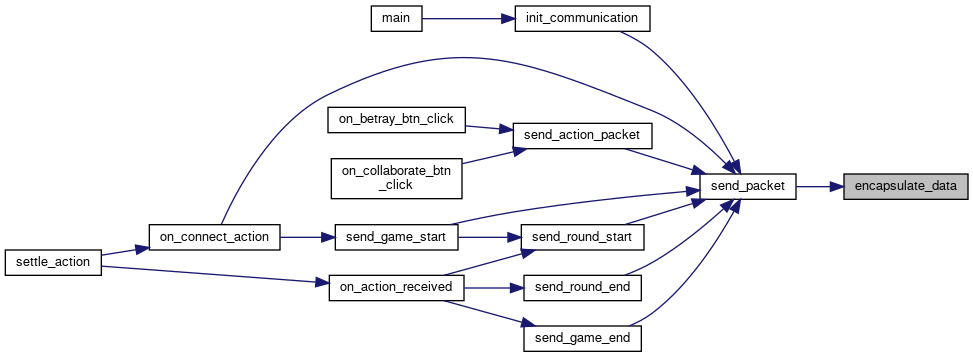 main
init_communication
on_betray_btn_click
send_action_packet
on_collaborate_btn
_click
send_packet
encapsulate_data
on_connect_action
send_game_start
send_round_start
settle_action
on_action_received
send_round_end
send_game_end